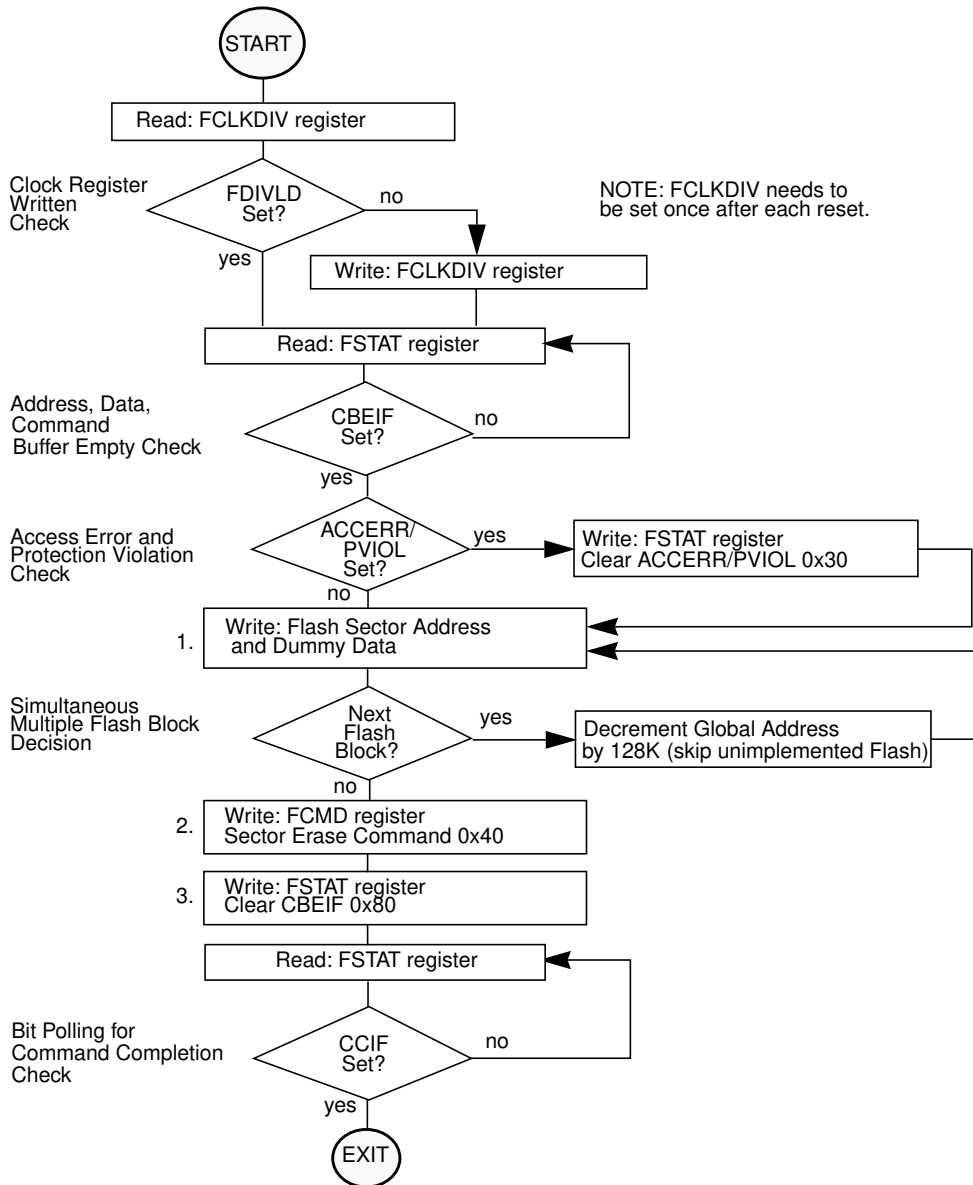 START
Read: FCLKDIV register
Clock Register
Written
Check
FDIVLD
Set?
no
yes
NOTE: FCLKDIV needs to
be set once after each reset.
Write: FCLKDIV register
Read: FSTAT register
Address, Data,
Command
Buffer Empty Check
CBEIF
Set?
no
yes
Access Error and
Protection Violation
Check
ACCERR/
PVIOL
Set?
yes
no
Write: FSTAT register
Clear ACCERR/PVIOL 0x30
1.
Write: Flash Sector Address
and Dummy Data
Simultaneous
Multiple Flash Block
Decision
Next
Flash
Block?
yes
no
Decrement Global Address
by 128K (skip unimplemented Flash)
2.
Write: FCMD register
Sector Erase Command 0x40
3.
Write: FSTAT register
Clear CBEIF 0x80
Read: FSTAT register
Bit Polling for
Command Completion
Check
CCIF
Set?
no
yes
EXIT